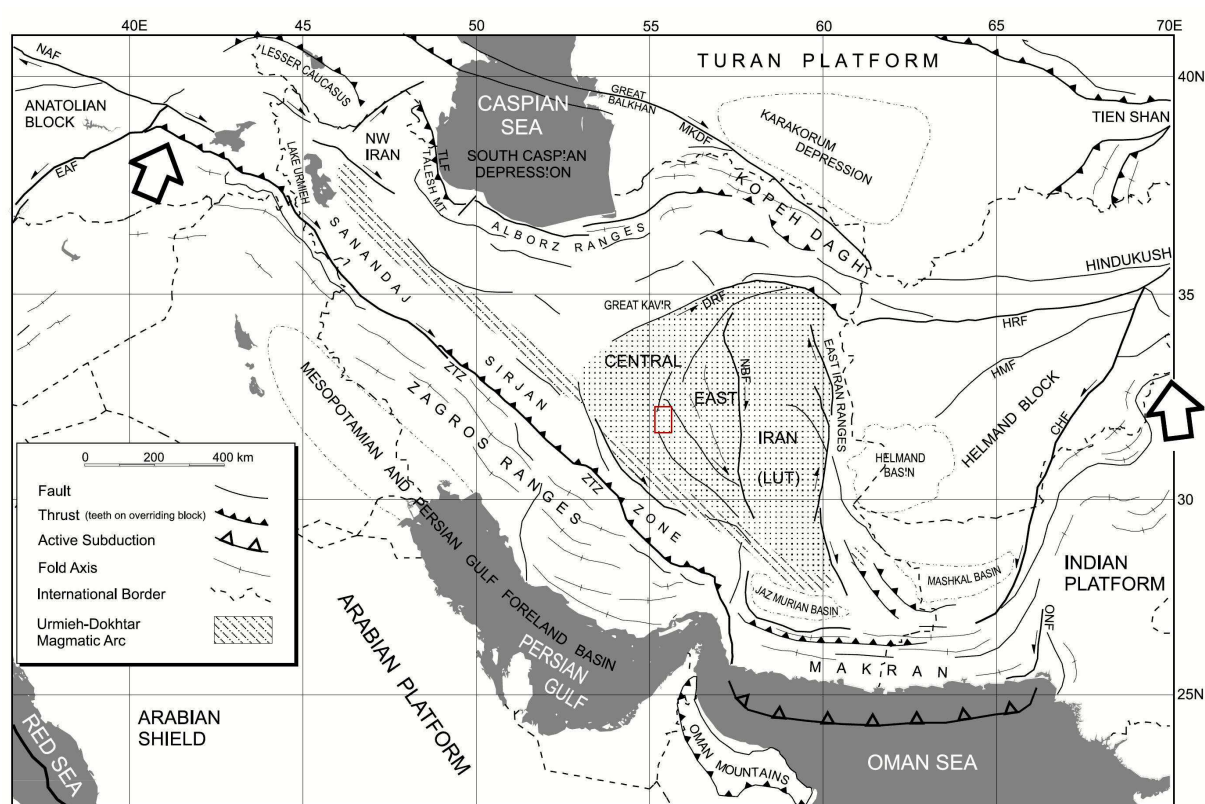 40E 45 50 55 60 65 70E
NAF
LESSER CAUCASUS
TURAN PLATFORM
40N
ANATOLIAN
BLOCK
CASPIAN
SEA
GREAT
BALKHAN
KARAKORUM
DEPRESSION
TIEN SHAN
NW
IRAN
SOUTH CASPIAN
DEPRESSION
MKDF
EAF
LAKE URMIEH
TLF
TALESH MT
KOPEH DAGH
ALBORZ RANGES
SANANDAJ
HINDUKUSH
35
GREAT KAVIR
DRF
HRF
SIRJAN
CENTRAL
EAST
IRAN
(LUT)
NBF
EAST IRAN RANGES
HMF
HELMAND BLOCK
CHF
ZTZ
MESOPOTAMIAN AND PERSIAN GULF FORELAND BASIN
ZAGROS RANGES
HELMAND
BASIN
ZTZ
ZONE
30
0 200 400 km
Fault
Thrust (teeth on overriding block)
Active Subduction
Fold Axis
International Border
Urmieh-Dokhtar
Magmatic Arc
INDIAN
PLATFORM
MASHKAL BASIN
JAZ MURIAN BASIN
ONF
ARABIAN PLATFORM
PERSIAN
GULF
MAKRAN
25N
RED SEA
ARABIAN
SHIELD
OMAN MOUNTAINS
OMAN SEA